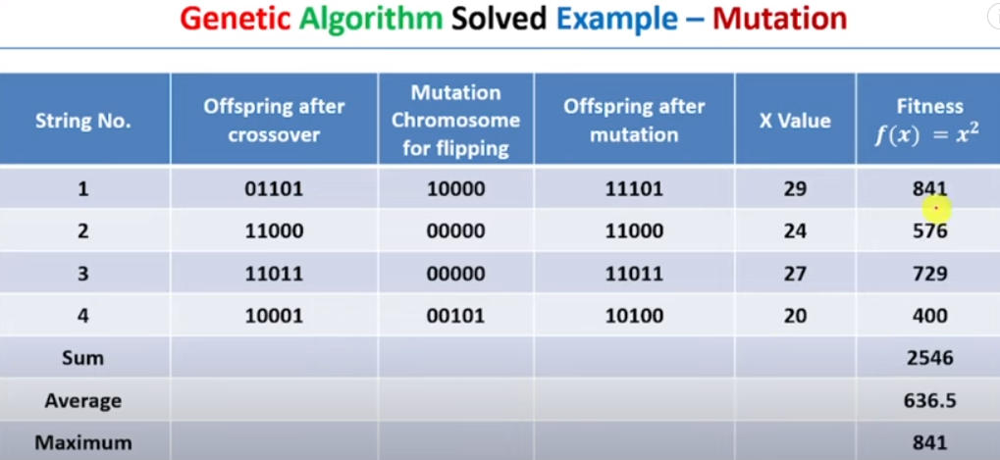 Genetic Algorithm Solved Example – Mutation
String No. | Offspring after crossover | Mutation Chromosome for flipping | Offspring after mutation | X Value | Fitness f(x) = x²
1 | 01101 | 10000 | 11101 | 29 | 841
2 | 11000 | 00000 | 11000 | 24 | 576
3 | 11011 | 00000 | 11011 | 27 | 729
4 | 10001 | 00101 | 10100 | 20 | 400
Sum | 2546
Average | 636.5
Maximum | 841